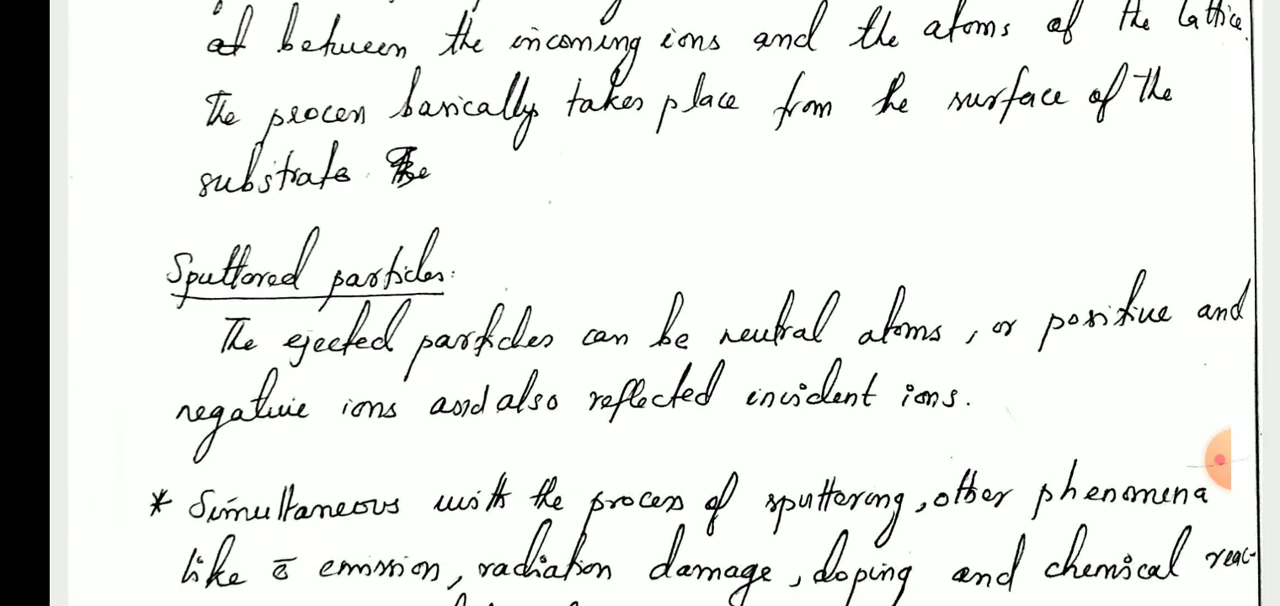 at between the incoming ions and the atoms of the lattice.
The process basically takes place from he surface of the
substrate. The
Sputtored particles:
The ejected particles can be neutral atoms, or positive and
negative ions and also reflected incident ions.
* Simultaneous with the process of sputtering, other phenomena
like ē emission, radiation damage, doping and chemical reac-